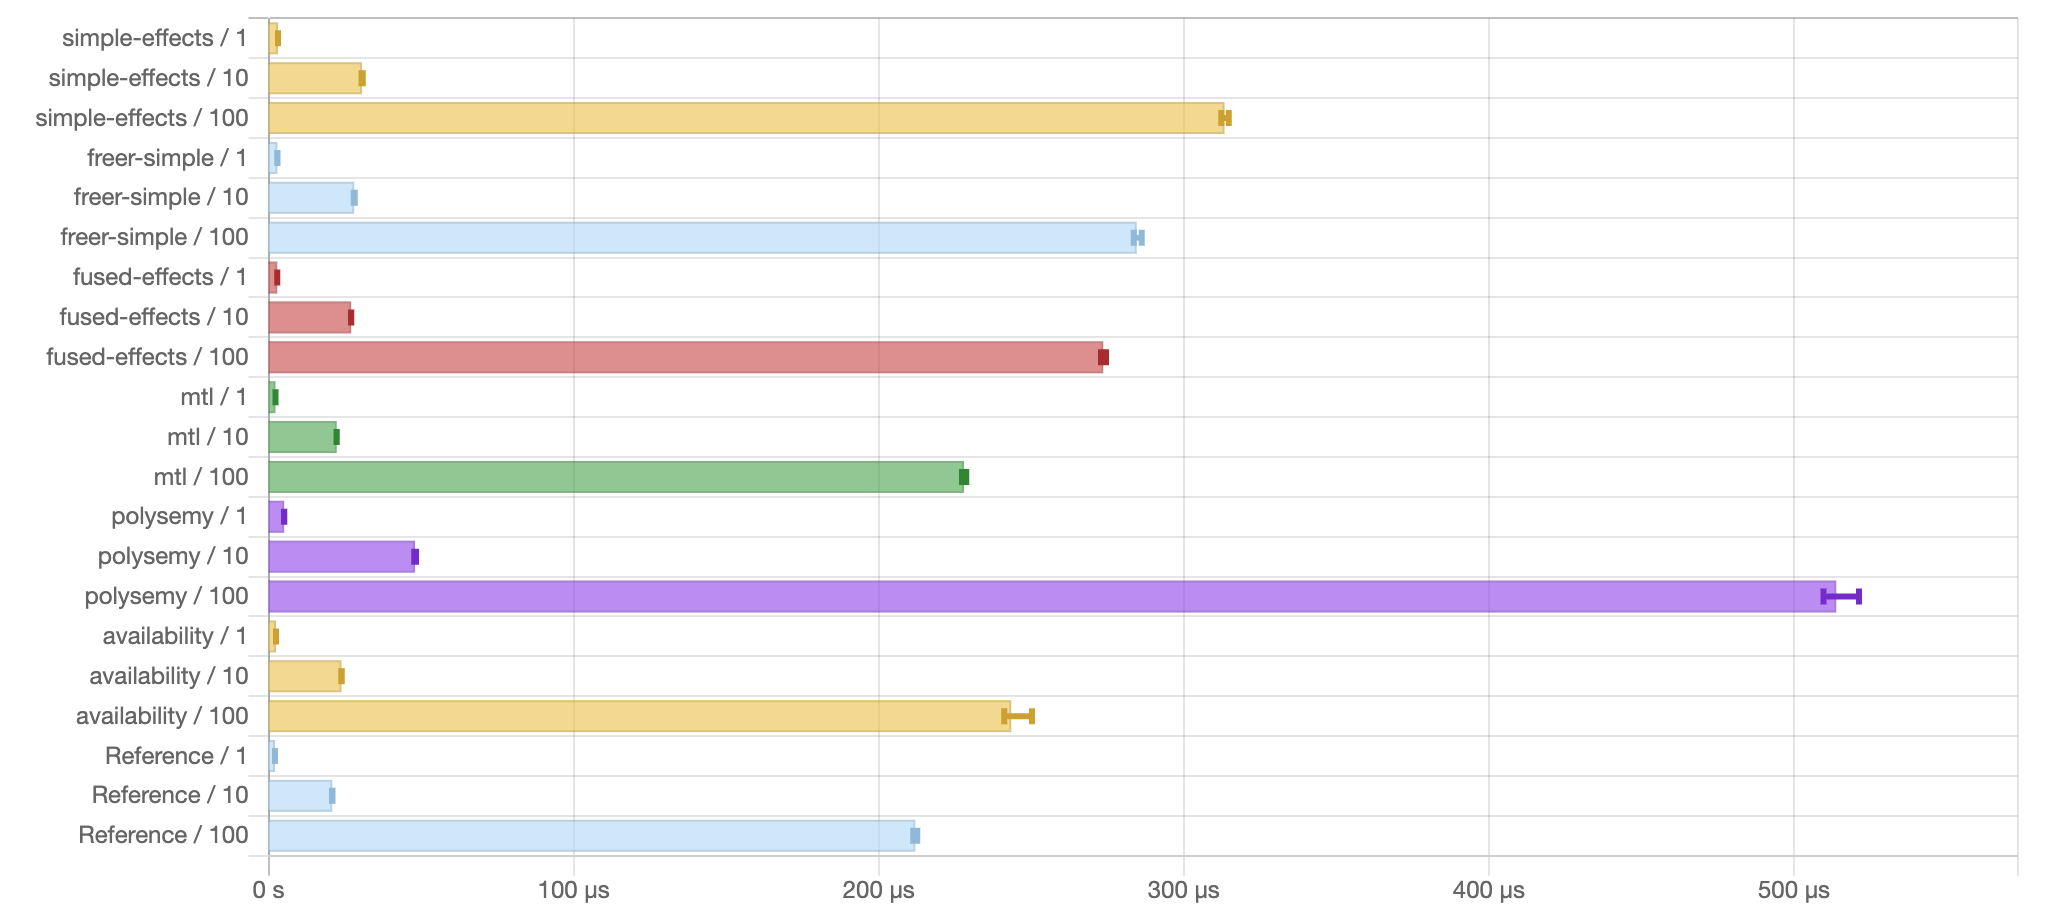 simple-effects / 1
simple-effects / 10
simple-effects / 100
freer-simple / 1
freer-simple / 10
freer-simple / 100
fused-effects / 1
fused-effects / 10
fused-effects / 100
mtl / 1
mtl / 10
mtl / 100
polysemy / 1
polysemy / 10
polysemy / 100
availability / 1
availability / 10
availability / 100
Reference / 1
Reference / 10
Reference / 100
0 s 100 µs 200 µs 300 µs 400 µs 500 µs